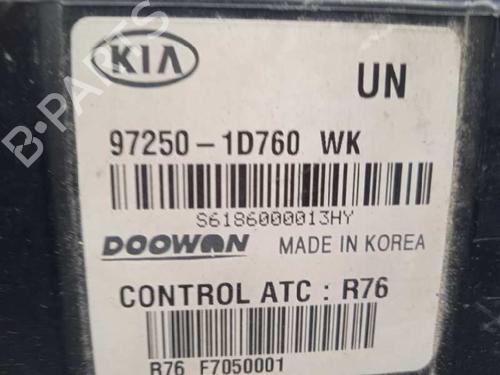 KIA
UN
97250-1D760 WK
S6186000013HY
DOOWON MADE IN KOREA
CONTROL ATC : R76
R76 F7050001
B-PARTS